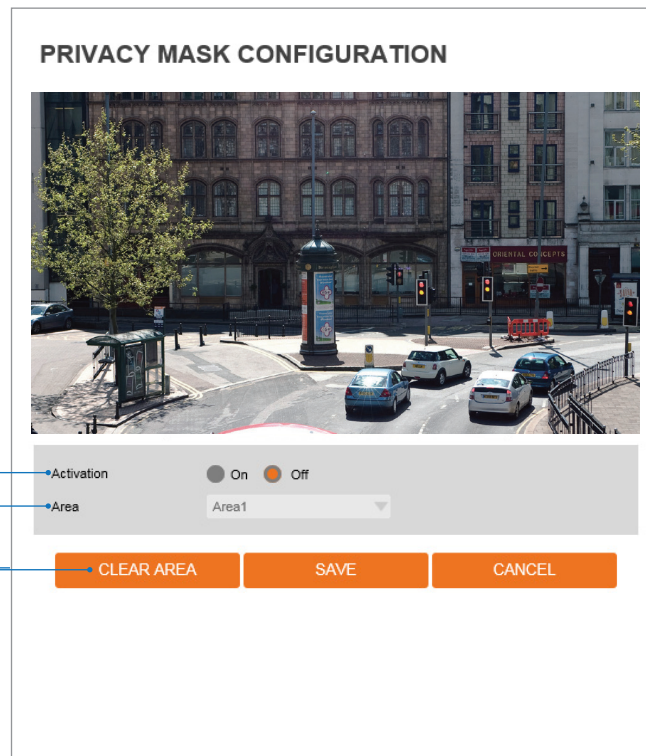 PRIVACY MASK CONFIGURATION
ORIENTAL CONCEPTS
Activation On Off
Area Area1
CLEAR AREA SAVE CANCEL